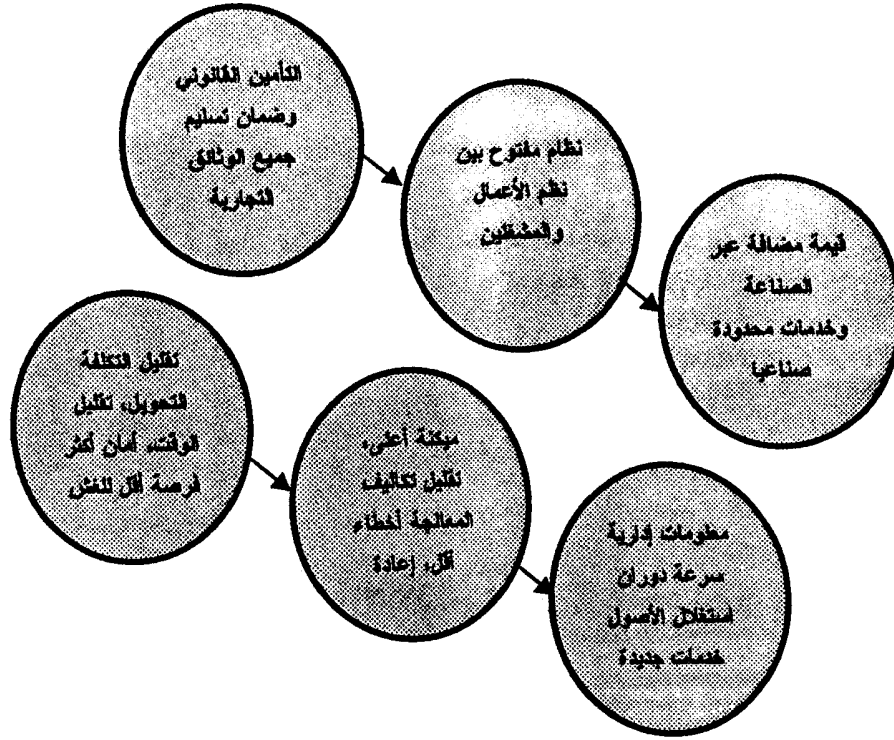 التأمين القانوني
وضمان تسليم
جميع الوثائق
التجارية
نظام مفتوح بين
نظم الأعمال
والمشغلين
قيمة مضافة عبر
الصناعة
وخدمات محدودة
صناعيا
تقليل التكلفة
التحويل، تقليل
الوقت، أمان أكثر
فرصة أقل للغش
ميكنة أعلى،
تقليل تكاليف
المعالجة أخطاء
أقل، إعادة
معلومات إدارية
سرعة دوران
استغلال الأصول
خدمات جديدة